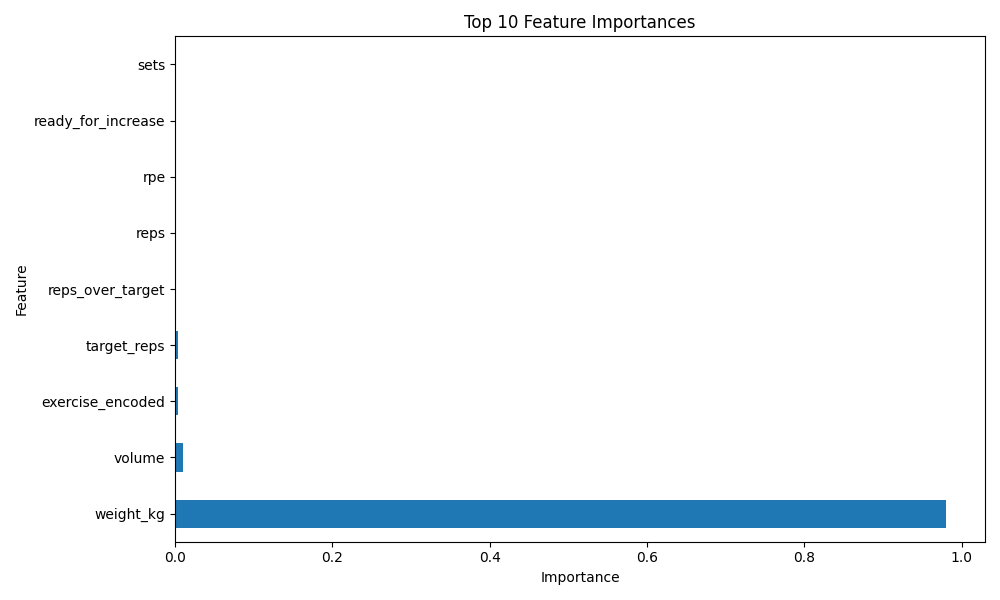 Top 10 Feature Importances
Feature
sets
ready_for_increase
rpe
reps
reps_over_target
target_reps
exercise_encoded
volume
weight_kg
0.0 0.2 0.4 0.6 0.8 1.0
Importance